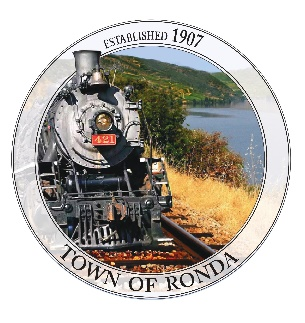 ESTABLISHED 1907
421
TOWN OF RONDA